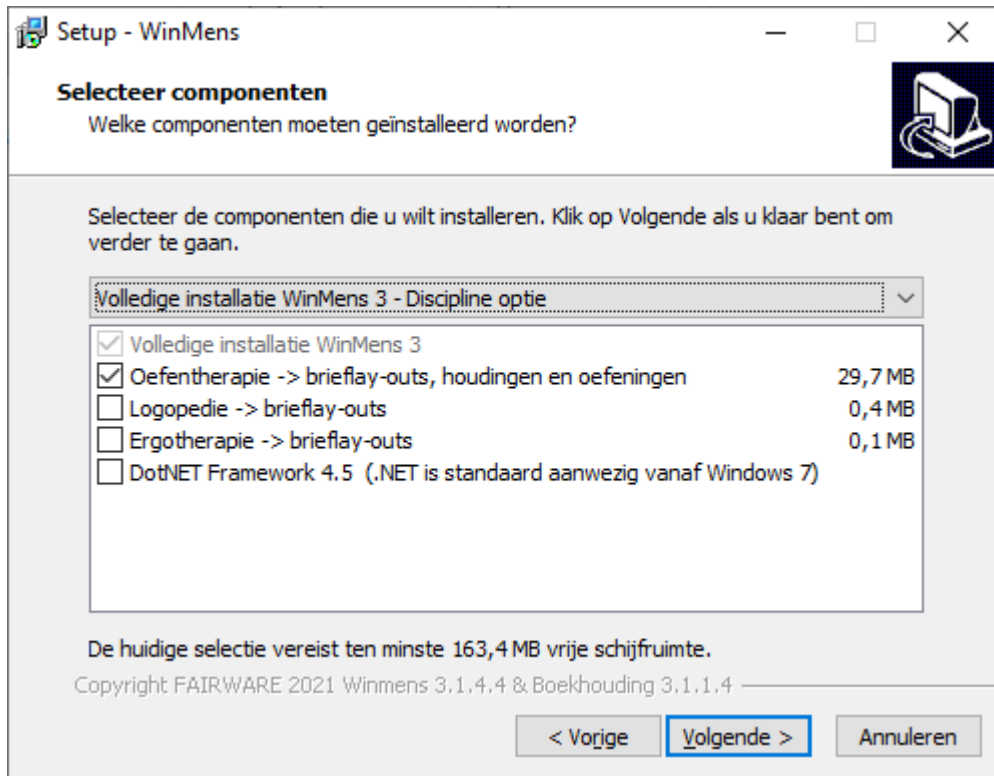 Setup - WinMens
Selecteer componenten
Welke componenten moeten geïnstalleerd worden?
Selecteer de componenten die u wilt installeren. Klik op Volgende als u klaar bent om
verder te gaan.
Volledige installatie WinMens 3 - Discipline optie
Volledige installatie WinMens 3
Oefentherapie -> brieflay-outs, houdingen en oefeningen 29,7 MB
Logopedie -> brieflay-outs 0,4 MB
Ergotherapie -> brieflay-outs 0,1 MB
DotNET Framework 4.5 (.NET is standaard aanwezig vanaf Windows 7)
De huidige selectie vereist ten minste 163,4 MB vrije schijfruimte.
Copyright FAIRWARE 2021 Winmens 3.1.4.4 & Boekhouding 3.1.1.4
< Vorige Volgende > Annuleren